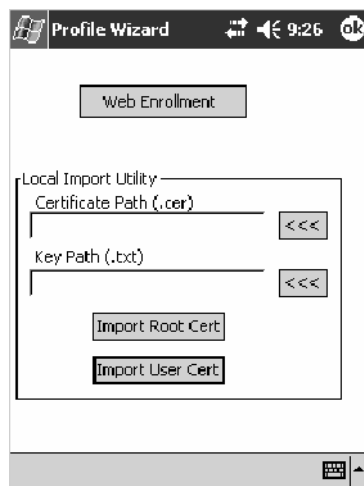 Profile Wizard 9:26 ok
Web Enrollment
Local Import Utility
Certificate Path (.cer)
<<<
Key Path (.txt)
<<<
Import Root Cert
Import User Cert